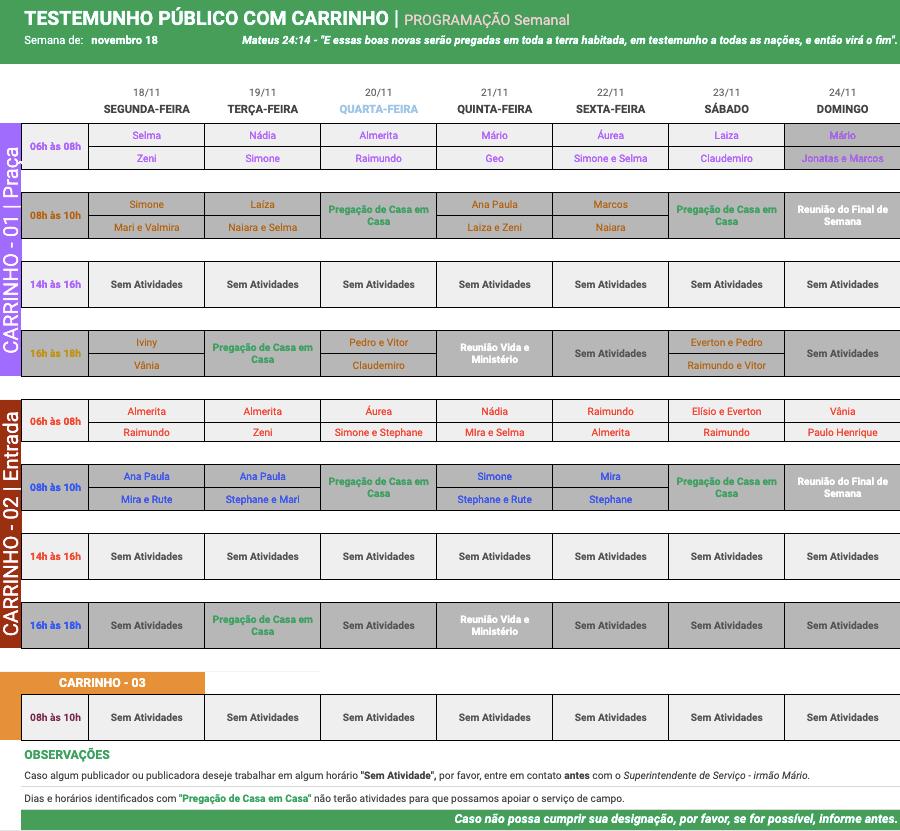 TESTEMUNHO PÚBLICO COM CARRINHO | PROGRAMAÇÃO Semanal
Semana de: novembro 18 Mateus 24:14 - "E essas boas novas serão pregadas em toda a terra habitada, em testemunho a todas as nações, e então virá o fim".
18/11 19/11 20/11 21/11 22/11 23/11 24/11
SEGUNDA-FEIRA TERÇA-FEIRA QUARTA-FEIRA QUINTA-FEIRA SEXTA-FEIRA SÁBADO DOMINGO
CARRINHO - 01 | Praça
06h às 08h
Selma Nádia Almerita Mário Áurea Laiza Mário
Zeni Simone Raimundo Geo Simone e Selma Claudemiro Jonatas e Marcos
08h às 10h
Simone Laíza Pregação de Casa em Ana Paula Marcos Pregação de Casa em Reunião do Final de
Mari e Valmira Naiara e Selma Casa Laiza e Zeni Naiara Casa Semana
14h às 16h Sem Atividades Sem Atividades Sem Atividades Sem Atividades Sem Atividades Sem Atividades Sem Atividades
16h às 18h
Iviny Pregação de Casa em Pedro e Vitor Reunião Vida e Sem Atividades Everton e Pedro Sem Atividades
Vânia Casa Claudemiro Ministério Raimundo e Vitor
CARRINHO - 02 | Entrada
06h às 08h
Almerita Almerita Áurea Nádia Raimundo Elísio e Everton Vânia
Raimundo Zeni Simone e Stephane MIra e Selma Almerita Raimundo Paulo Henrique
08h às 10h
Ana Paula Ana Paula Pregação de Casa em Simone Mira Pregação de Casa em Reunião do Final de
Mira e Rute Stephane e Mari Casa Stephane e Rute Stephane Casa Semana
14h às 16h Sem Atividades Sem Atividades Sem Atividades Sem Atividades Sem Atividades Sem Atividades Sem Atividades
16h às 18h
Sem Atividades Pregação de Casa em Sem Atividades Reunião Vida e Sem Atividades Sem Atividades Sem Atividades
Casa Ministério
CARRINHO - 03
08h às 10h Sem Atividades Sem Atividades Sem Atividades Sem Atividades Sem Atividades Sem Atividades Sem Atividades
OBSERVAÇÕES
Caso algum publicador ou publicadora deseje trabalhar em algum horário "Sem Atividade", por favor, entre em contato antes com o Superintendente de Serviço - irmão Mário.
Dias e horários identificados com "Pregação de Casa em Casa" não terão atividades para que possamos apoiar o serviço de campo.
Caso não possa cumprir sua designação, por favor, se for possível, informe antes.